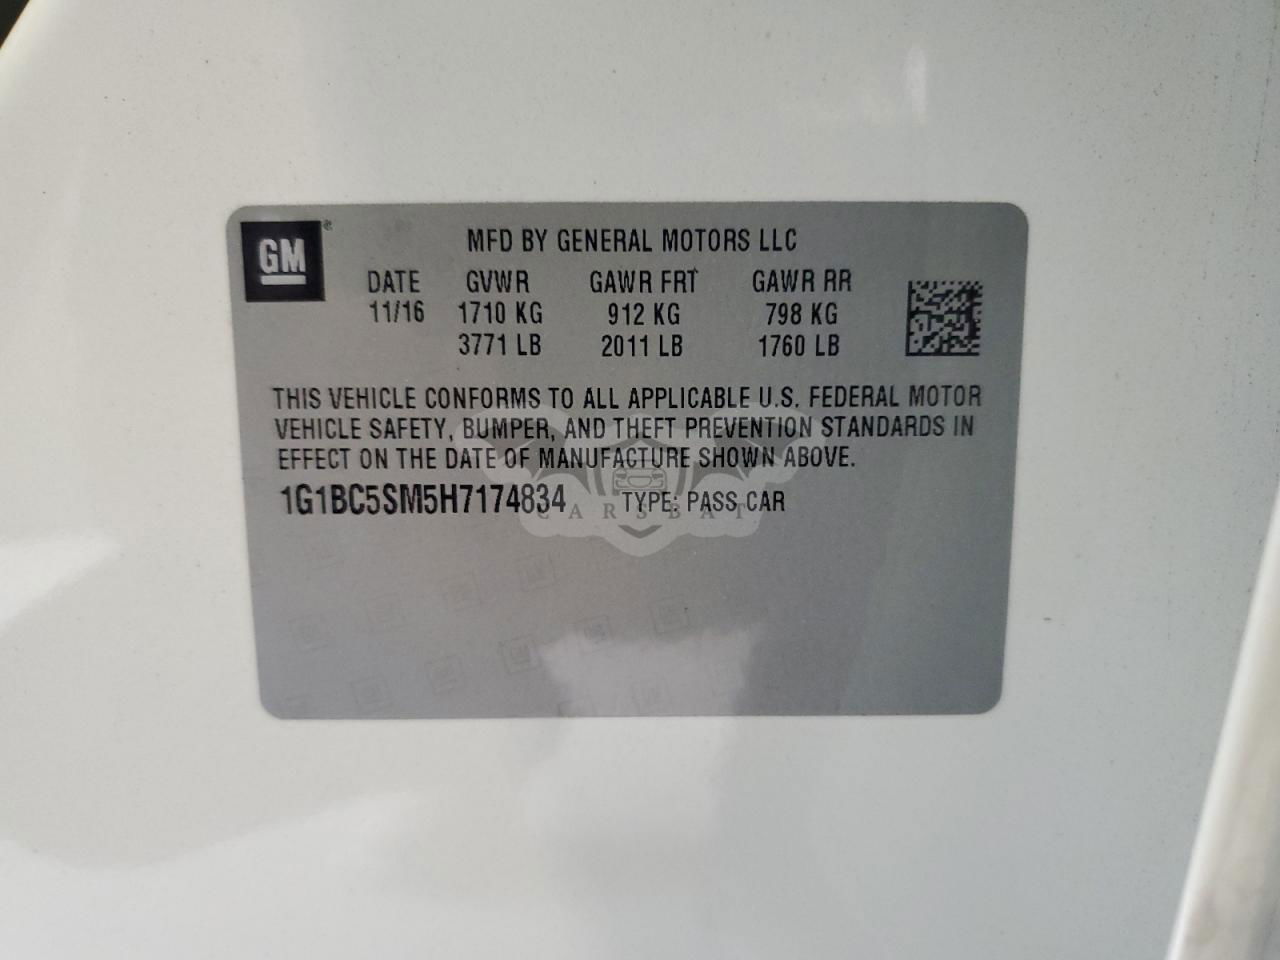 GM ®
MFD BY GENERAL MOTORS LLC
DATE GVWR GAWR FRT GAWR RR
11/16 1710 KG 912 KG 798 KG
3771 LB 2011 LB 1760 LB
THIS VEHICLE CONFORMS TO ALL APPLICABLE U.S. FEDERAL MOTOR
VEHICLE SAFETY, BUMPER, AND THEFT PREVENTION STANDARDS IN
EFFECT ON THE DATE OF MANUFACTURE SHOWN ABOVE.
1G1BC5SM5H7174834 TYPE: PASS CAR
CARSBAT